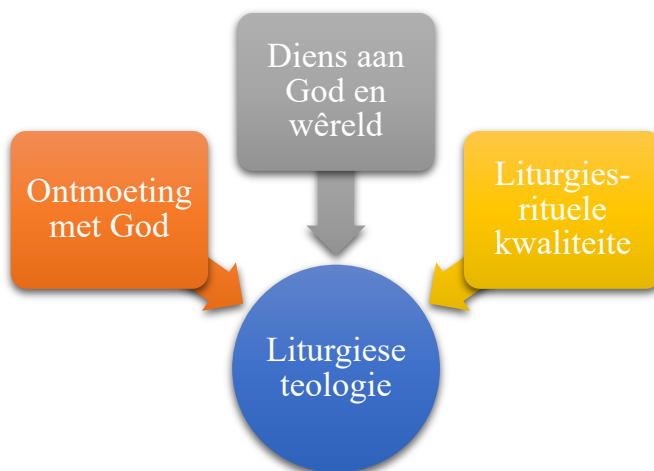 Diens aan
God en
wêreld
Ontmoeting
met God
Liturgies-
rituele
kwaliteite
Liturgiese
teologie